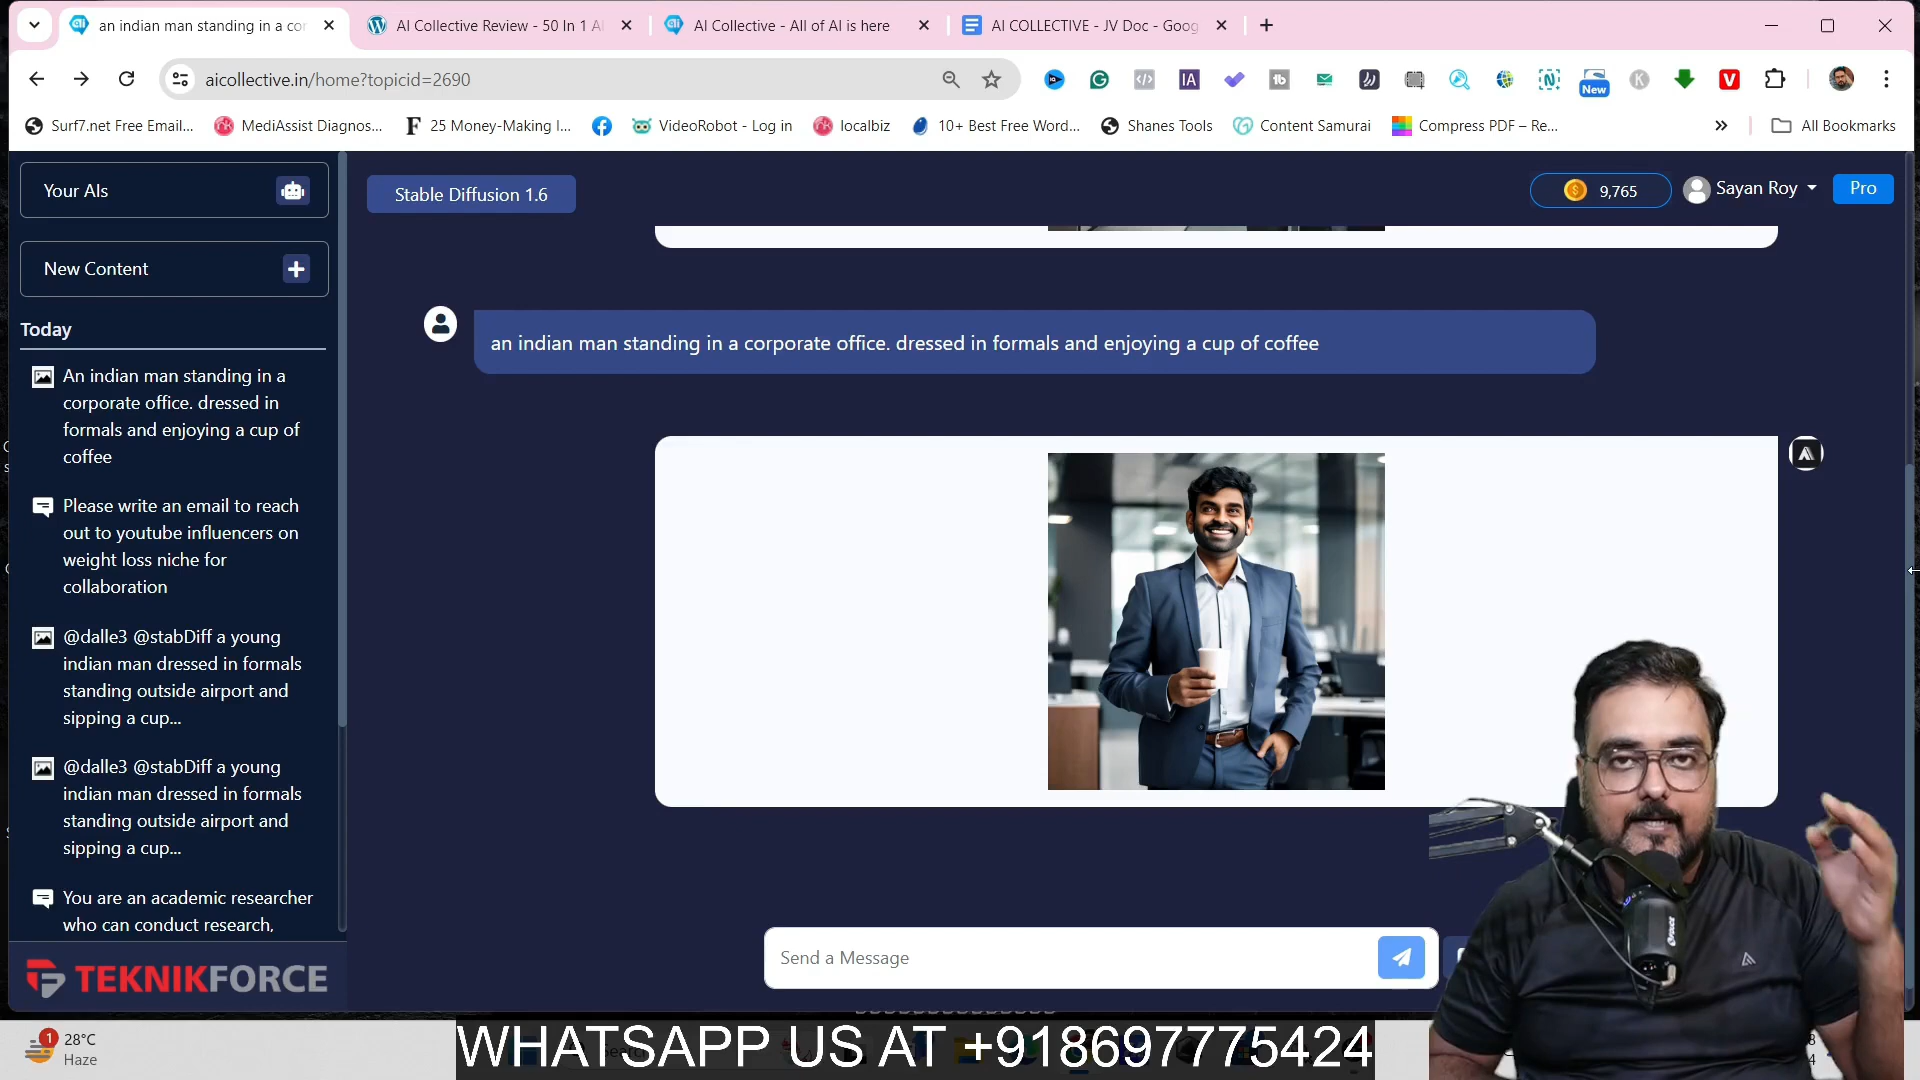 an indian man standing in a cor
AI Collective Review - 50 In 1 A
AI Collective - All of AI is here
AI COLLECTIVE - JV Doc - Goog
aicollective.in/home?topicid=2690
New
Surf7.net Free Email...
MediAssist Diagnos...
25 Money-Making I...
VideoRobot - Log in
localbiz
10+ Best Free Word...
Shanes Tools
Content Samurai
Compress PDF – Re...
All Bookmarks
Your AIs
Stable Diffusion 1.6
9,765
Sayan Roy
Pro
New Content
Today
An indian man standing in a
corporate office. dressed in
formals and enjoying a cup of
coffee
Please write an email to reach
out to youtube influencers on
weight loss niche for
collaboration
@dalle3 @stabDiff a young
indian man dressed in formals
standing outside airport and
sipping a cup...
@dalle3 @stabDiff a young
indian man dressed in formals
standing outside airport and
sipping a cup...
You are an academic researcher
who can conduct research,
an indian man standing in a corporate office. dressed in formals and enjoying a cup of coffee
Send a Message
TEKNIKFORCE
1
28°C
Haze
WHATSAPP US AT +918697775424